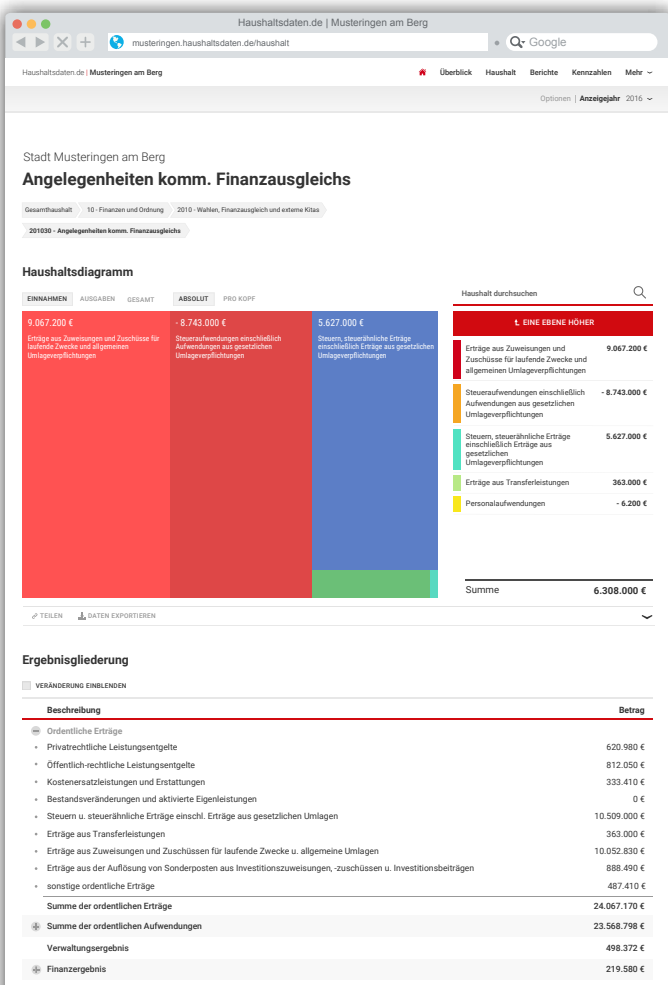 Haushaltsdaten.de | Musteringen am Berg
musteringen.haushaltsdaten.de/haushalt
Google
Haushaltsdaten.de | Musteringen am Berg
Überblick Haushalt Berichte Kennzahlen Mehr
Optionen | Anzeigejahr 2016
Stadt Musteringen am Berg
Angelegenheiten komm. Finanzausgleichs
Gesamthaushalt 10 - Finanzen und Ordnung 2010 - Wahlen, Finanzausgleich und externe Kitas
201030 - Angelegenheiten komm. Finanzausgleichs
Haushaltsdiagramm
EINNAHMEN AUSGABEN GESAMT ABSOLUT PRO KOPF
9.067.200 €
Erträge aus Zuweisungen und Zuschüsse für
laufende Zwecke und allgemeinen
Umlageverpflichtungen
- 8.743.000 €
Steueraufwendungen einschließlich
Aufwendungen aus gesetzlichen
Umlageverpflichtungen
5.627.000 €
Steuern, steuerähnliche Erträge
einschließlich Erträge aus gesetzlichen
Umlageverpflichtungen
Haushalt durchsuchen
EINE EBENE HÖHER
Erträge aus Zuweisungen und 9.067.200 €
Zuschüsse für laufende Zwecke und
allgemeinen Umlageverpflichtungen
Steueraufwendungen einschließlich - 8.743.000 €
Aufwendungen aus gesetzlichen
Umlageverpflichtungen
Steuern, steuerähnliche Erträge 5.627.000 €
einschließlich Erträge aus
gesetzlichen
Umlageverpflichtungen
Erträge aus Transferleistungen 363.000 €
Personalaufwendungen - 6.200 €
Summe 6.308.000 €
TEILEN DATEN EXPORTIEREN
Ergebnisgliederung
VERÄNDERUNG EINBLENDEN
Beschreibung Betrag
Ordentliche Erträge
Privatrechtliche Leistungsentgelte 620.980 €
Öffentlich-rechtliche Leistungsentgelte 812.050 €
Kostenersatzleistungen und Erstattungen 333.410 €
Bestandsveränderungen und aktivierte Eigenleistungen 0 €
Steuern u. steuerähnliche Erträge einschl. Erträge aus gesetzlichen Umlagen 10.509.000 €
Erträge aus Transferleistungen 363.000 €
Erträge aus Zuweisungen und Zuschüssen für laufende Zwecke u. allgemeine Umlagen 10.052.830 €
Erträge aus der Auflösung von Sonderposten aus Investitionszuweisungen, -zuschüssen u. Investitionsbeiträgen 888.490 €
sonstige ordentliche Erträge 487.410 €
Summe der ordentlichen Erträge 24.067.170 €
Summe der ordentlichen Aufwendungen 23.568.798 €
Verwaltungsergebnis 498.372 €
Finanzergebnis 219.580 €